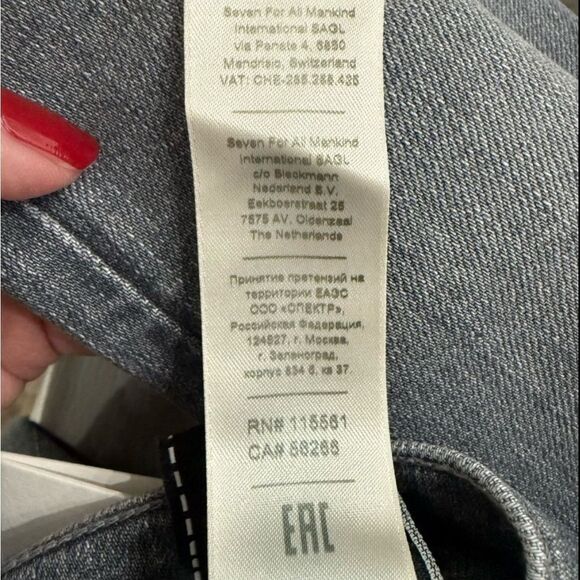 Seven For All Mankind
International SAGL
via Penate 4, 6850
Mendrisio, Switzerland
VAT: CHE-255.255.435
Seven For All Mankind
International SAGL
c/o Bleckmann
Nederland B.V.
Eekboerstraat 25
7575 AV. Oldenzaal
The Netherlands
Принятие претензий на
территории ЕАЭС
ООО «СПЕКТР»,
Российская Федерация,
124527, г. Москва,
г. Зеленоград,
корпус 834 б. кв 37.
RN# 115561
CA# 56266
EAC